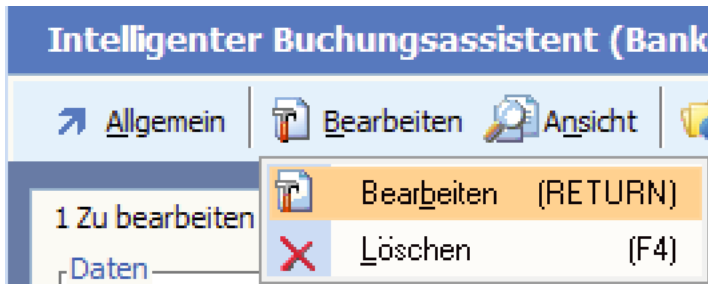 Intelligenter Buchungsassistent (Bank
Allgemein Bearbeiten Ansicht
Bearbeiten (RETURN)
1 Zu bearbeiten
Löschen (F4)
Daten